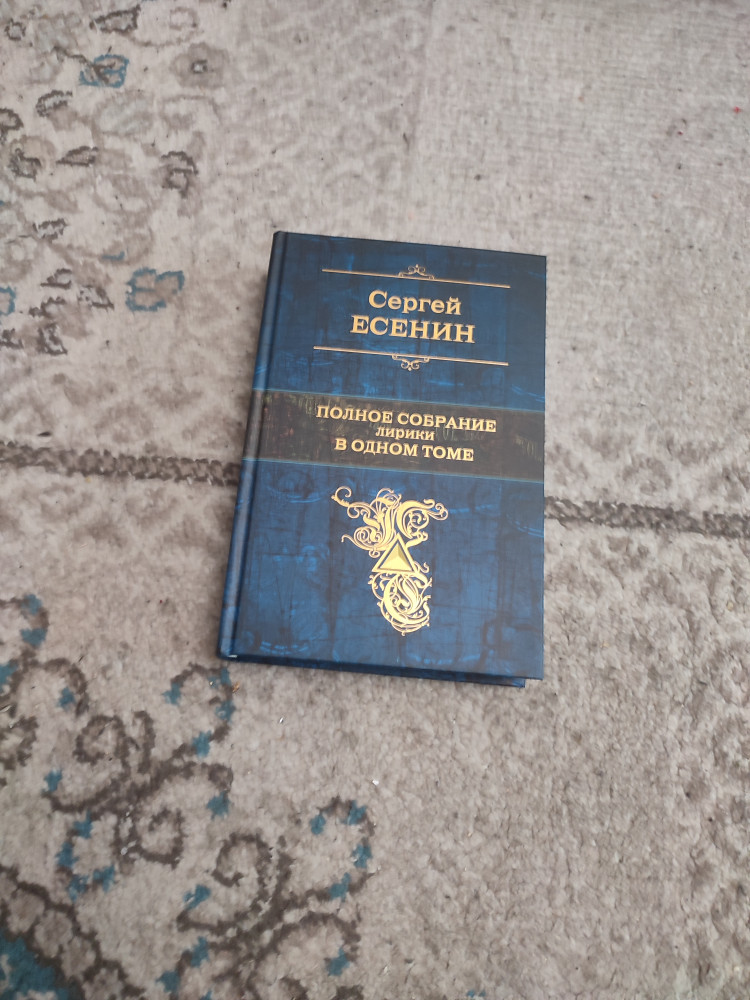 Сергей
ЕСЕНИН
ПОЛНОЕ СОБРАНИЕ
лирики
В ОДНОМ ТОМЕ